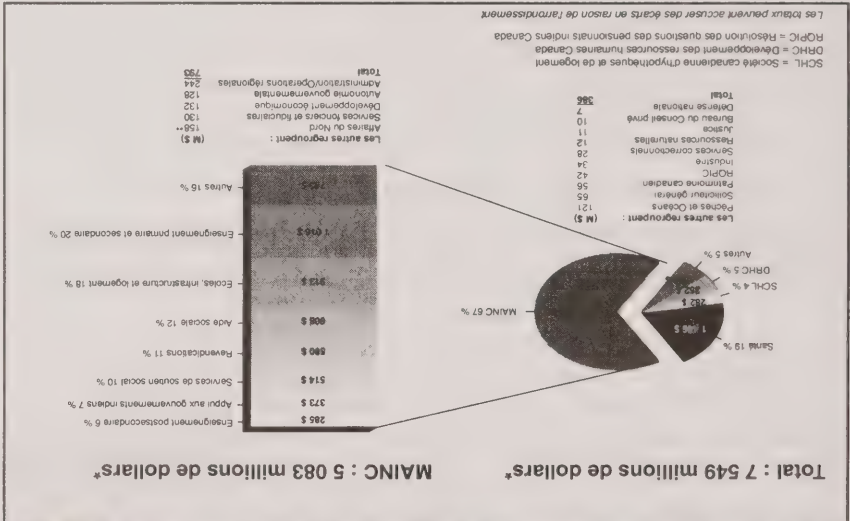 Total : 7 549 millions de dollars*
MAINC : 5 083 millions de dollars*
Santé 19 %
SCHL 4 %
282 $
DRHC 5 %
Autres 5 %
MAINC 67 %
Enseignement postsecondaire 6 %
285 $
Appui aux gouvernements indiens 7 %
373 $
Services de soutien social 10 %
514 $
Revendications 11 %
580 $
Aide sociale 12 %
Écoles, infrastructure et logement 18 %
913 $
Enseignement primaire et secondaire 20 %
Autres 16 %
793 $
Les autres regroupent : (M $)
Pêches et Océans 121
Solliciteur général 65
Patrimoine canadien 56
RQPIC 42
Industrie 34
Services correctionnels 28
Ressources naturelles 12
Justice 11
Bureau du Conseil privé 10
Défense nationale 7
Total 386
Les autres regroupent : (M $)
Affaires du Nord 158**
Services fonciers et fiduciaires 130
Développement économique 132
Autonomie gouvernementale 128
Administration/Opérations régionales 244
Total 793
SCHL = Société canadienne d'hypothèques et de logement
DRHC = Développement des ressources humaines Canada
RQPIC = Résolution des questions des pensionnats indiens Canada
Les totaux peuvent accuser des écarts en raison de l'arrondissement